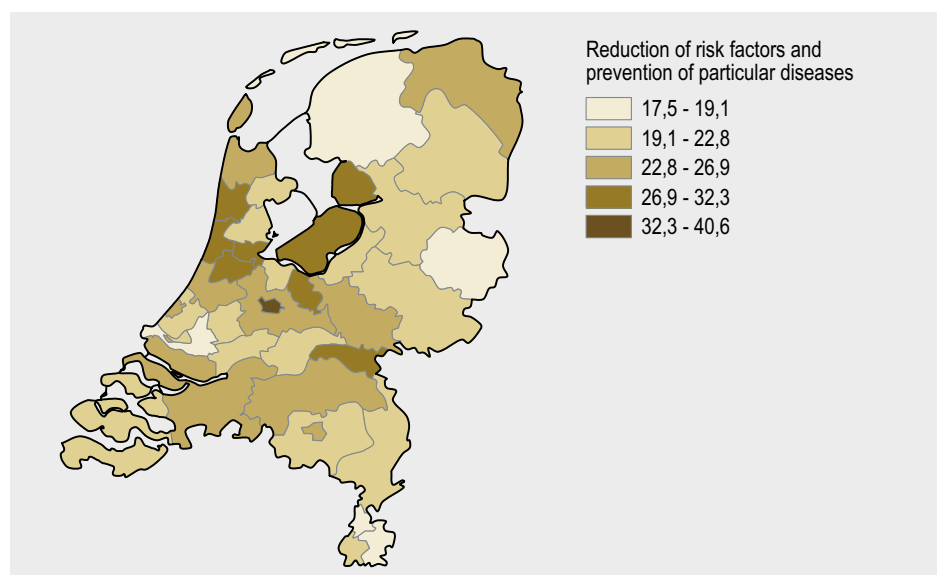 Reduction of risk factors and
prevention of particular diseases
17,5 - 19,1
19,1 - 22,8
22,8 - 26,9
26,9 - 32,3
32,3 - 40,6